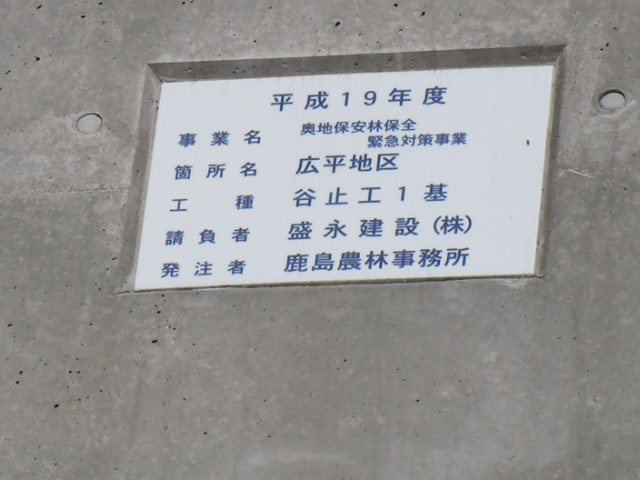 平成19年度
事業名 奥地保安林保全
緊急対策事業
箇所名 広平地区
工種 谷止工1基
請負者 盛永建設(株)
発注者 鹿島農林事務所